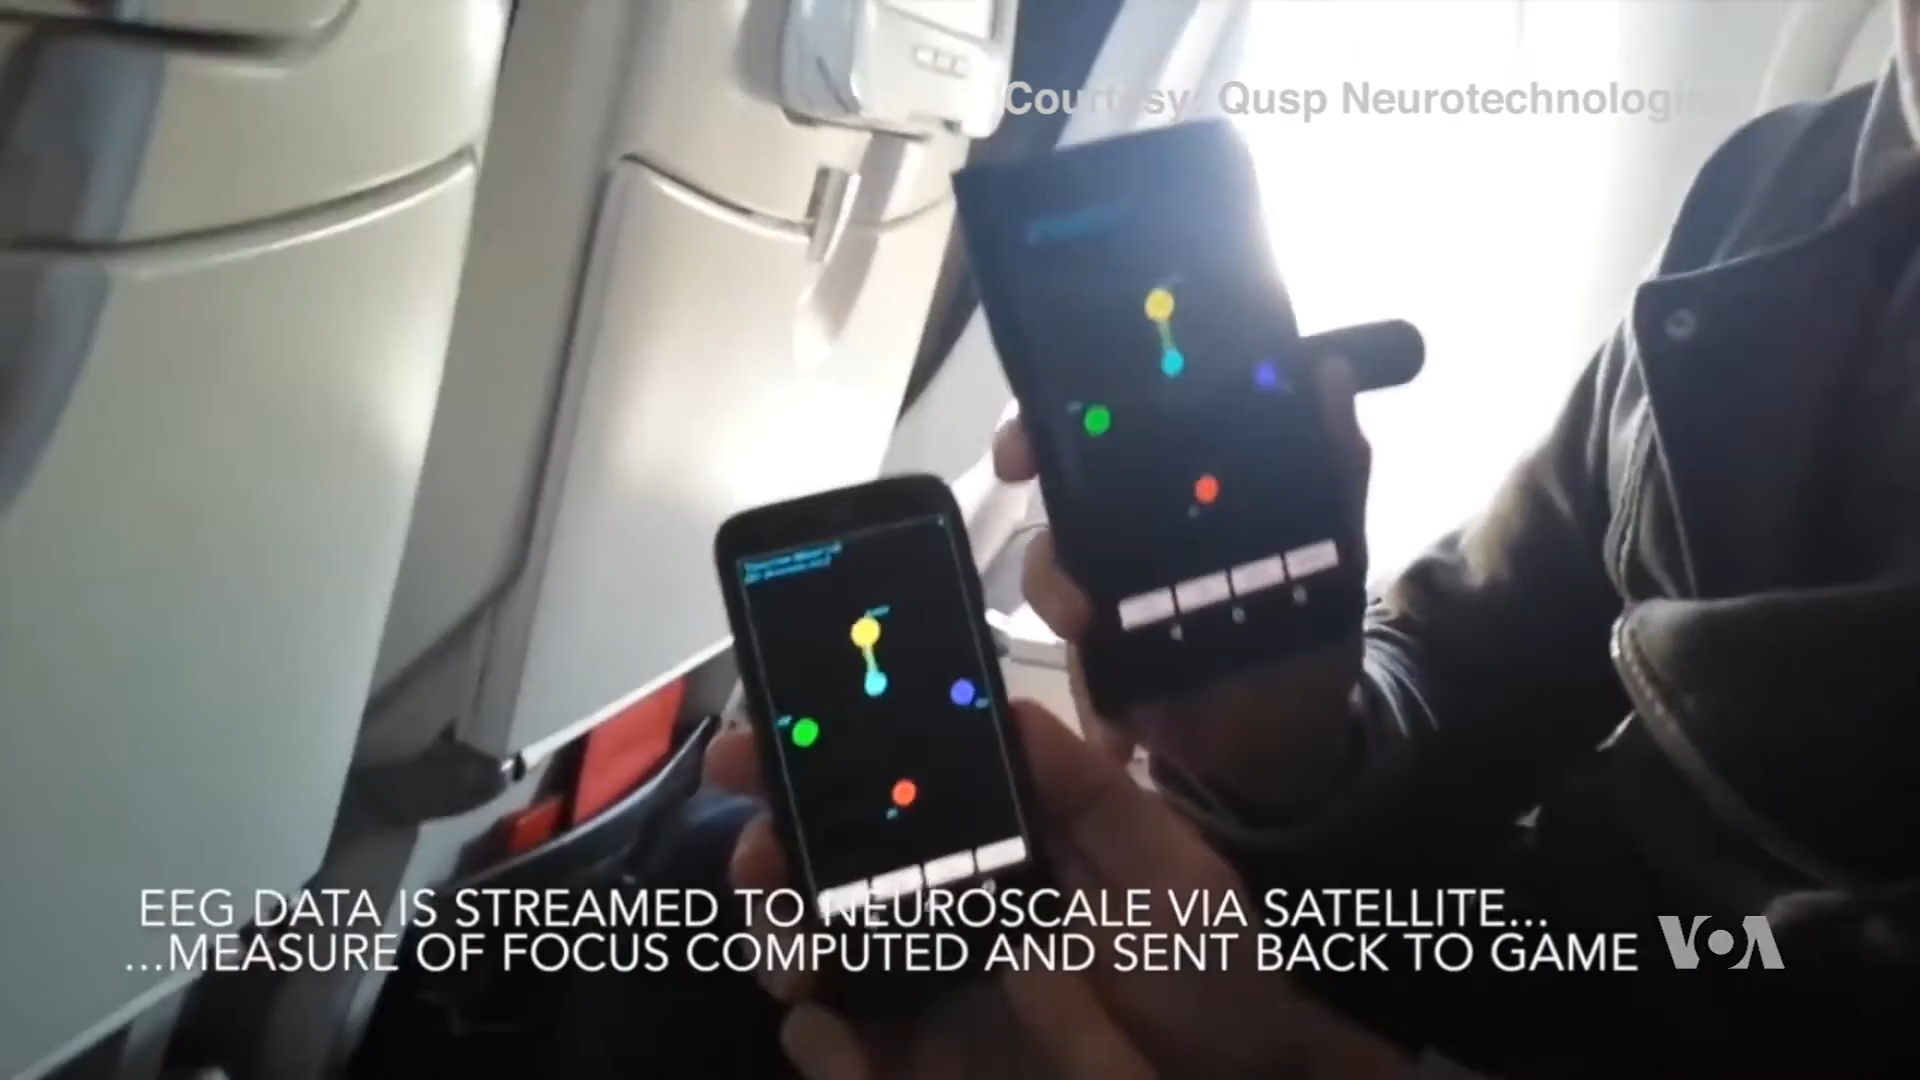 Courtesy: Qusp Neurotechnologi
EEG DATA IS STREAMED TO NEUROSCALE VIA SATELLITE...
...MEASURE OF FOCUS COMPUTED AND SENT BACK TO GAME
VOA